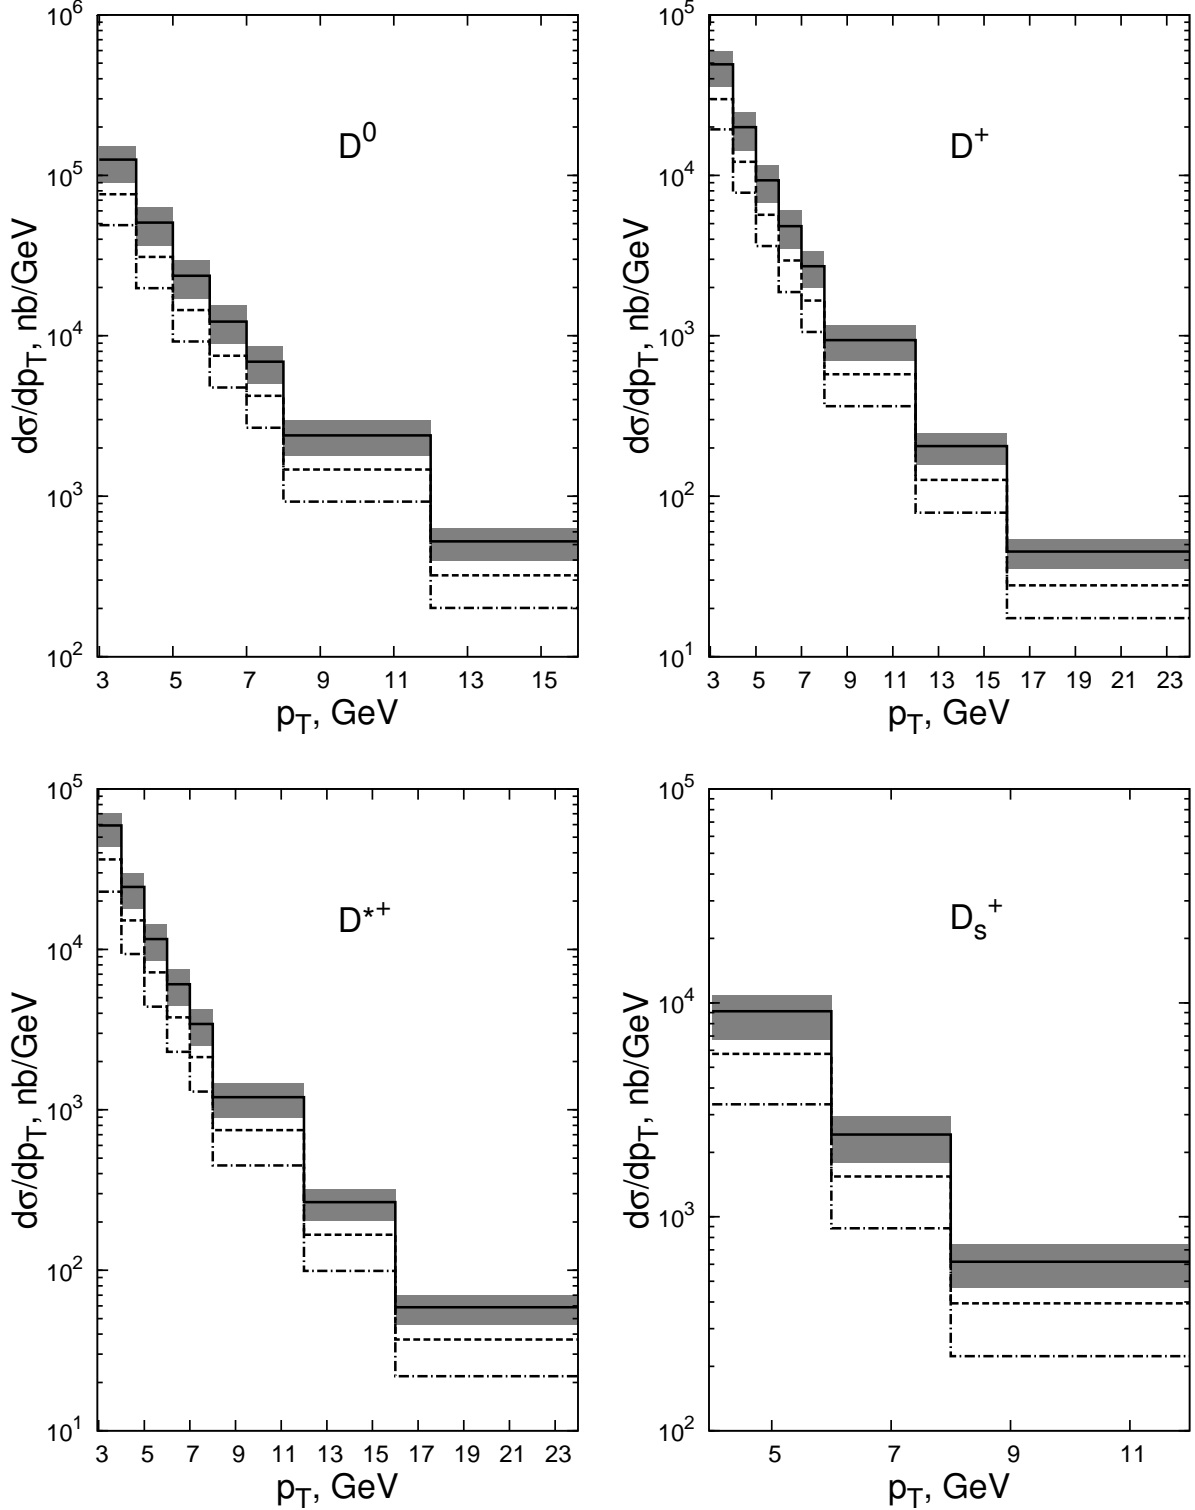 10^6
10^5
10^4
10^3
10^2
dσ/dp_T, nb/GeV
D^0
3 5 7 9 11 13 15
p_T, GeV
10^5
10^4
10^3
10^2
10^1
dσ/dp_T, nb/GeV
D^+
3 5 7 9 11 13 15 17 19 21 23
p_T, GeV
10^5
10^4
10^3
10^2
10^1
dσ/dp_T, nb/GeV
D^{*+}
3 5 7 9 11 13 15 17 19 21 23
p_T, GeV
10^5
10^4
10^3
10^2
dσ/dp_T, nb/GeV
D_s^+
5 7 9 11
p_T, GeV